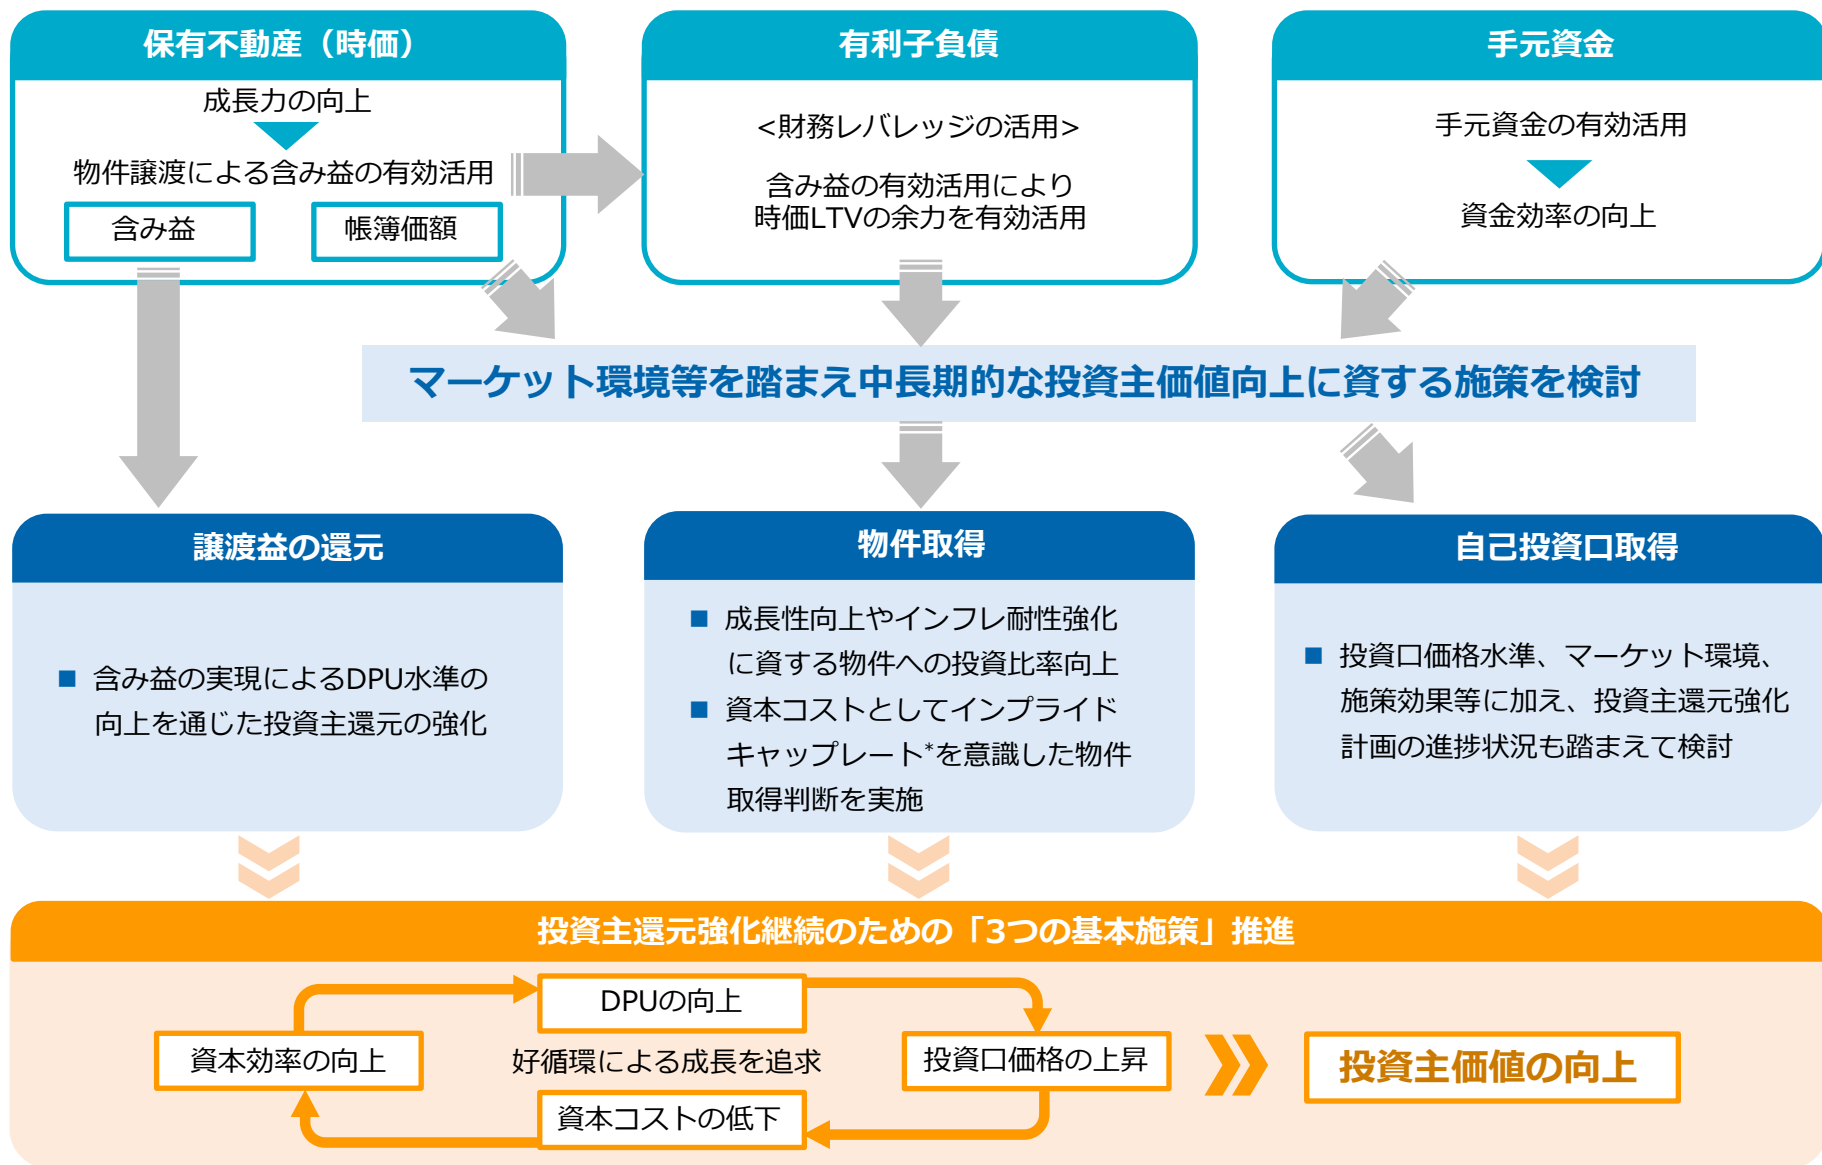 保有不動産（時価）
成長力の向上
物件譲渡による含み益の有効活用
含み益
帳簿価額
有利子負債
<財務レバレッジの活用>
含み益の有効活用により
時価LTVの余力を有効活用
手元資金
手元資金の有効活用
資金効率の向上
マーケット環境等を踏まえ中長期的な投資主価値向上に資する施策を検討
譲渡益の還元
■ 含み益の実現によるDPU水準の
向上を通じた投資主還元の強化
物件取得
■ 成長性向上やインフレ耐性強化
に資する物件への投資比率向上
■ 資本コストとしてインプライド
キャップレート*を意識した物件
取得判断を実施
自己投資口取得
■ 投資口価格水準、マーケット環境、
施策効果等に加え、投資主還元強化
計画の進捗状況も踏まえて検討
投資主還元強化継続のための「3つの基本施策」推進
DPUの向上
資本効率の向上
好循環による成長を追求
投資口価格の上昇
資本コストの低下
投資主価値の向上